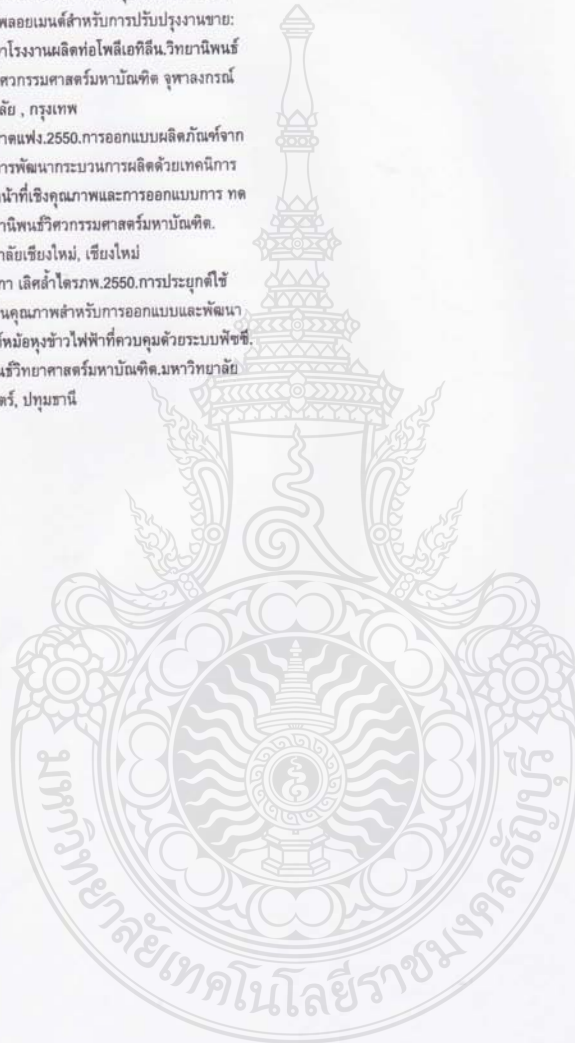 พลอยเมนต์สำหรับการปรับปรุงงานขาย:
าโรงงานผลิตท่อโพลีเอทิลีน.วิทยานิพนธ์
ศวกรรมศาสตร์มหาบัณฑิต จุฬาลงกรณ์
ลัย , กรุงเทพ
าดแฟง.2550.การออกแบบผลิตภัณฑ์จาก
การพัฒนากระบวนการผลิตด้วยเทคนิการ
น้าที่เชิงคุณภาพและการออกแบบการ ทด
านิพนธ์วิศวกรรมศาสตร์มหาบัณฑิต.
าลัยเชียงใหม่, เชียงใหม่
กา เลิศล้ำไตรภพ.2550.การประยุกต์ใช้
นคุณภาพสำหรับการออกแบบและพัฒนา
์หม้อหุงข้าวไฟฟ้าที่ควบคุมด้วยระบบฟัซซี.
นธ์วิทยาศาสตร์มหาบัณฑิต.มหาวิทยาลัย
ตร์, ปทุมธานี
มหาวิทยาลัยเทคโนโลยีราชมงคลธัญบุรี